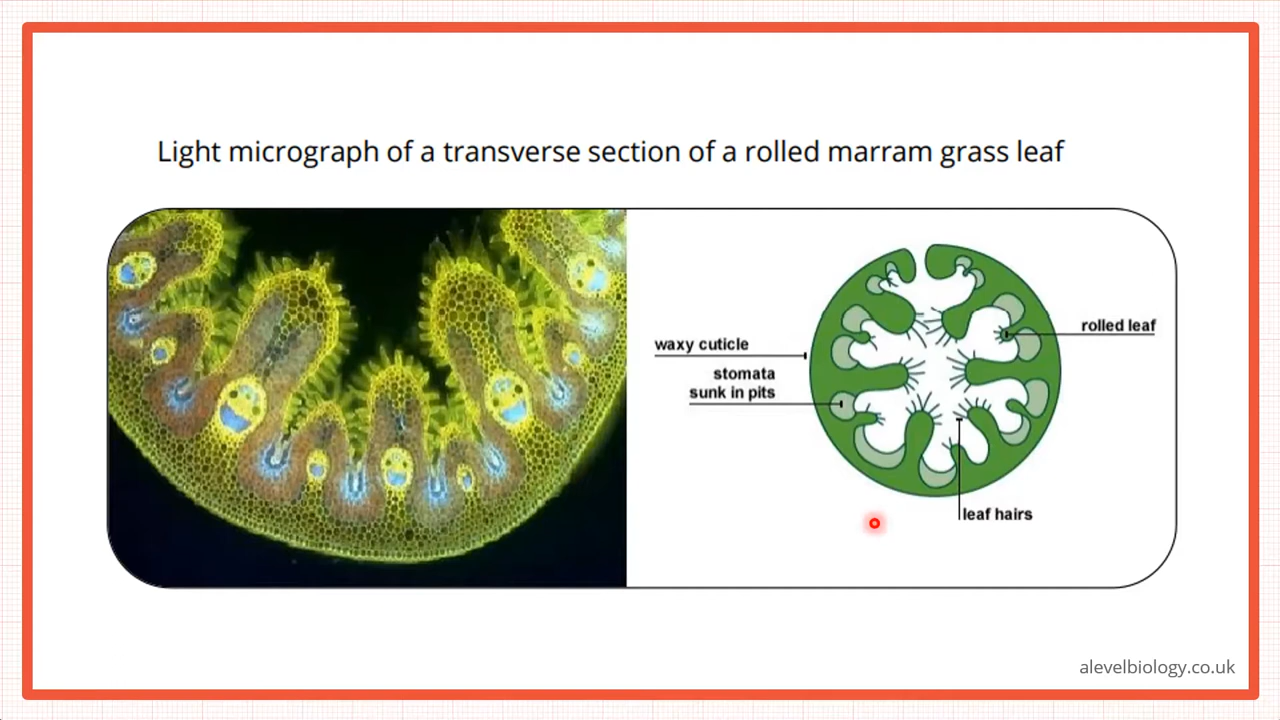 Light micrograph of a transverse section of a rolled marram grass leaf
waxy cuticle
stomata
sunk in pits
rolled leaf
leaf hairs
alevelbiology.co.uk